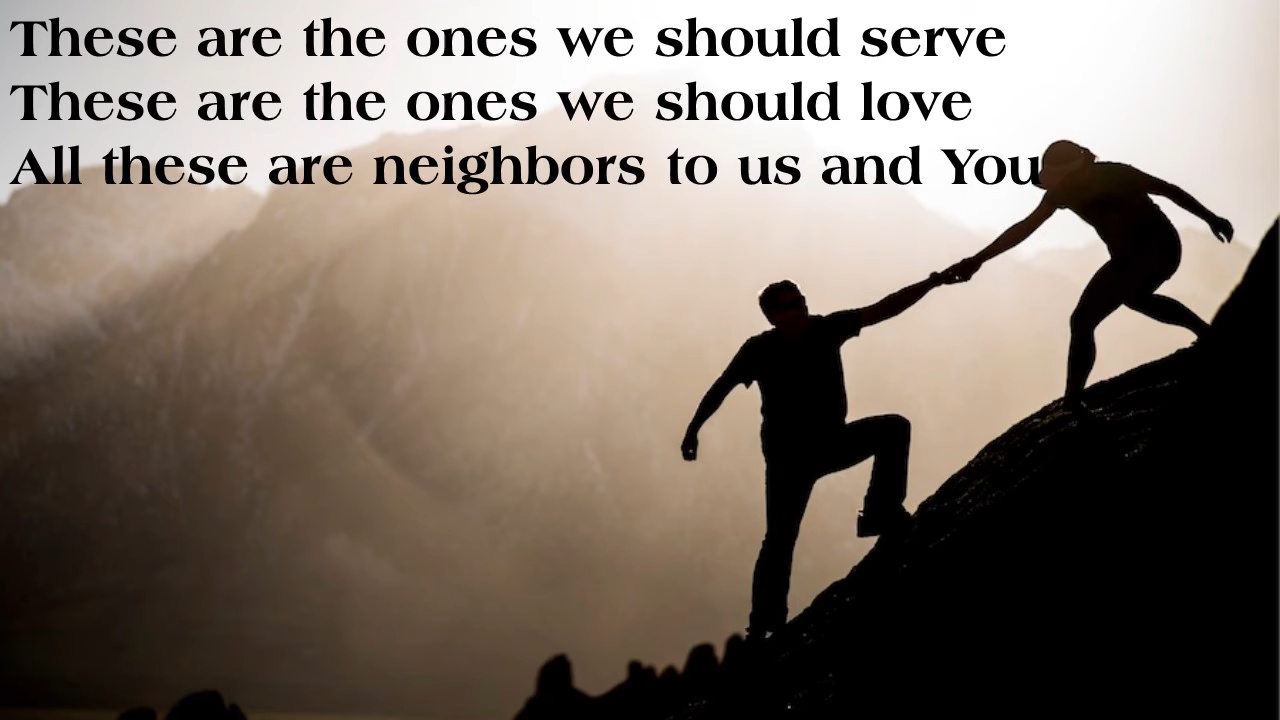 These are the ones we should serve
These are the ones we should love
All these are neighbors to us and You